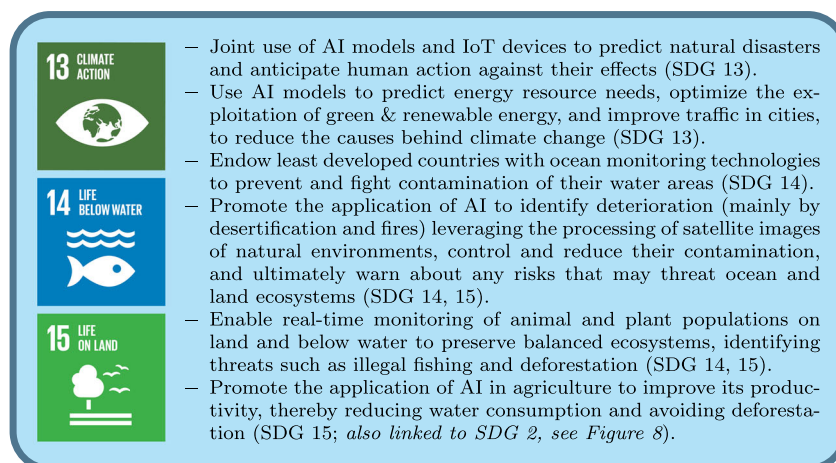 13 CLIMATE
ACTION
14 LIFE
BELOW WATER
15 LIFE
ON LAND
– Joint use of AI models and IoT devices to predict natural disasters
and anticipate human action against their effects (SDG 13).
– Use AI models to predict energy resource needs, optimize the ex-
ploitation of green & renewable energy, and improve traffic in cities,
to reduce the causes behind climate change (SDG 13).
– Endow least developed countries with ocean monitoring technologies
to prevent and fight contamination of their water areas (SDG 14).
– Promote the application of AI to identify deterioration (mainly by
desertification and fires) leveraging the processing of satellite images
of natural environments, control and reduce their contamination,
and ultimately warn about any risks that may threat ocean and
land ecosystems (SDG 14, 15).
– Enable real-time monitoring of animal and plant populations on
land and below water to preserve balanced ecosystems, identifying
threats such as illegal fishing and deforestation (SDG 14, 15).
– Promote the application of AI in agriculture to improve its produc-
tivity, thereby reducing water consumption and avoiding deforesta-
tion (SDG 15; also linked to SDG 2, see Figure 8).